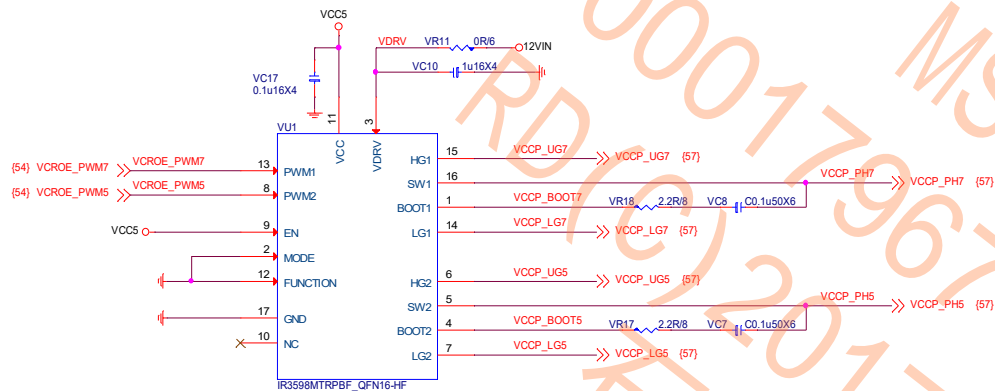 VCC5
VDRV VR11 0R/6 12VIN
VC10 1u16X4
VC17
0.1u16X4
11 3
VU1
VCC VDRV
{54} VCROE_PWM7 VCROE_PWM7 13 PWM1
{54} VCROE_PWM5 VCROE_PWM5 8 PWM2
VCC5 9 EN
2 MODE
12 FUNCTION
17 GND
10 NC
HG1 15 VCCP_UG7 VCCP_UG7 {57}
SW1 16 VCCP_PH7 VCCP_PH7 {57}
BOOT1 1 VCCP_BOOT7 VR18 2.2R/8 VC8 C0.1u50X6
LG1 14 VCCP_LG7 VCCP_LG7 {57}
HG2 6 VCCP_UG5 VCCP_UG5 {57}
SW2 5 VCCP_PH5 VCCP_PH5 {57}
BOOT2 4 VCCP_BOOT5 VR17 2.2R/8 VC7 C0.1u50X6
LG2 7 VCCP_LG5 VCCP_LG5 {57}
IR3598MTRPBF_QFN16-HF
00017967
MS
RD(C)2017